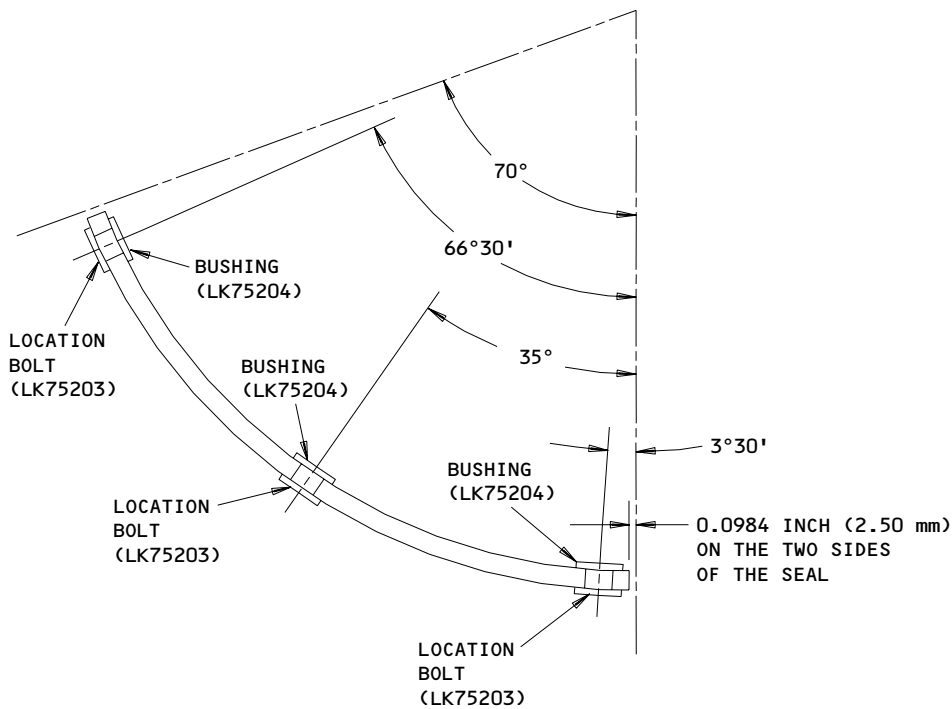 70°
66°30'
BUSHING
(LK75204)
LOCATION
BOLT
(LK75203)
35°
BUSHING
(LK75204)
3°30'
BUSHING
(LK75204)
LOCATION
BOLT
(LK75203)
0.0984 INCH (2.50 mm)
ON THE TWO SIDES
OF THE SEAL
LOCATION
BOLT
(LK75203)